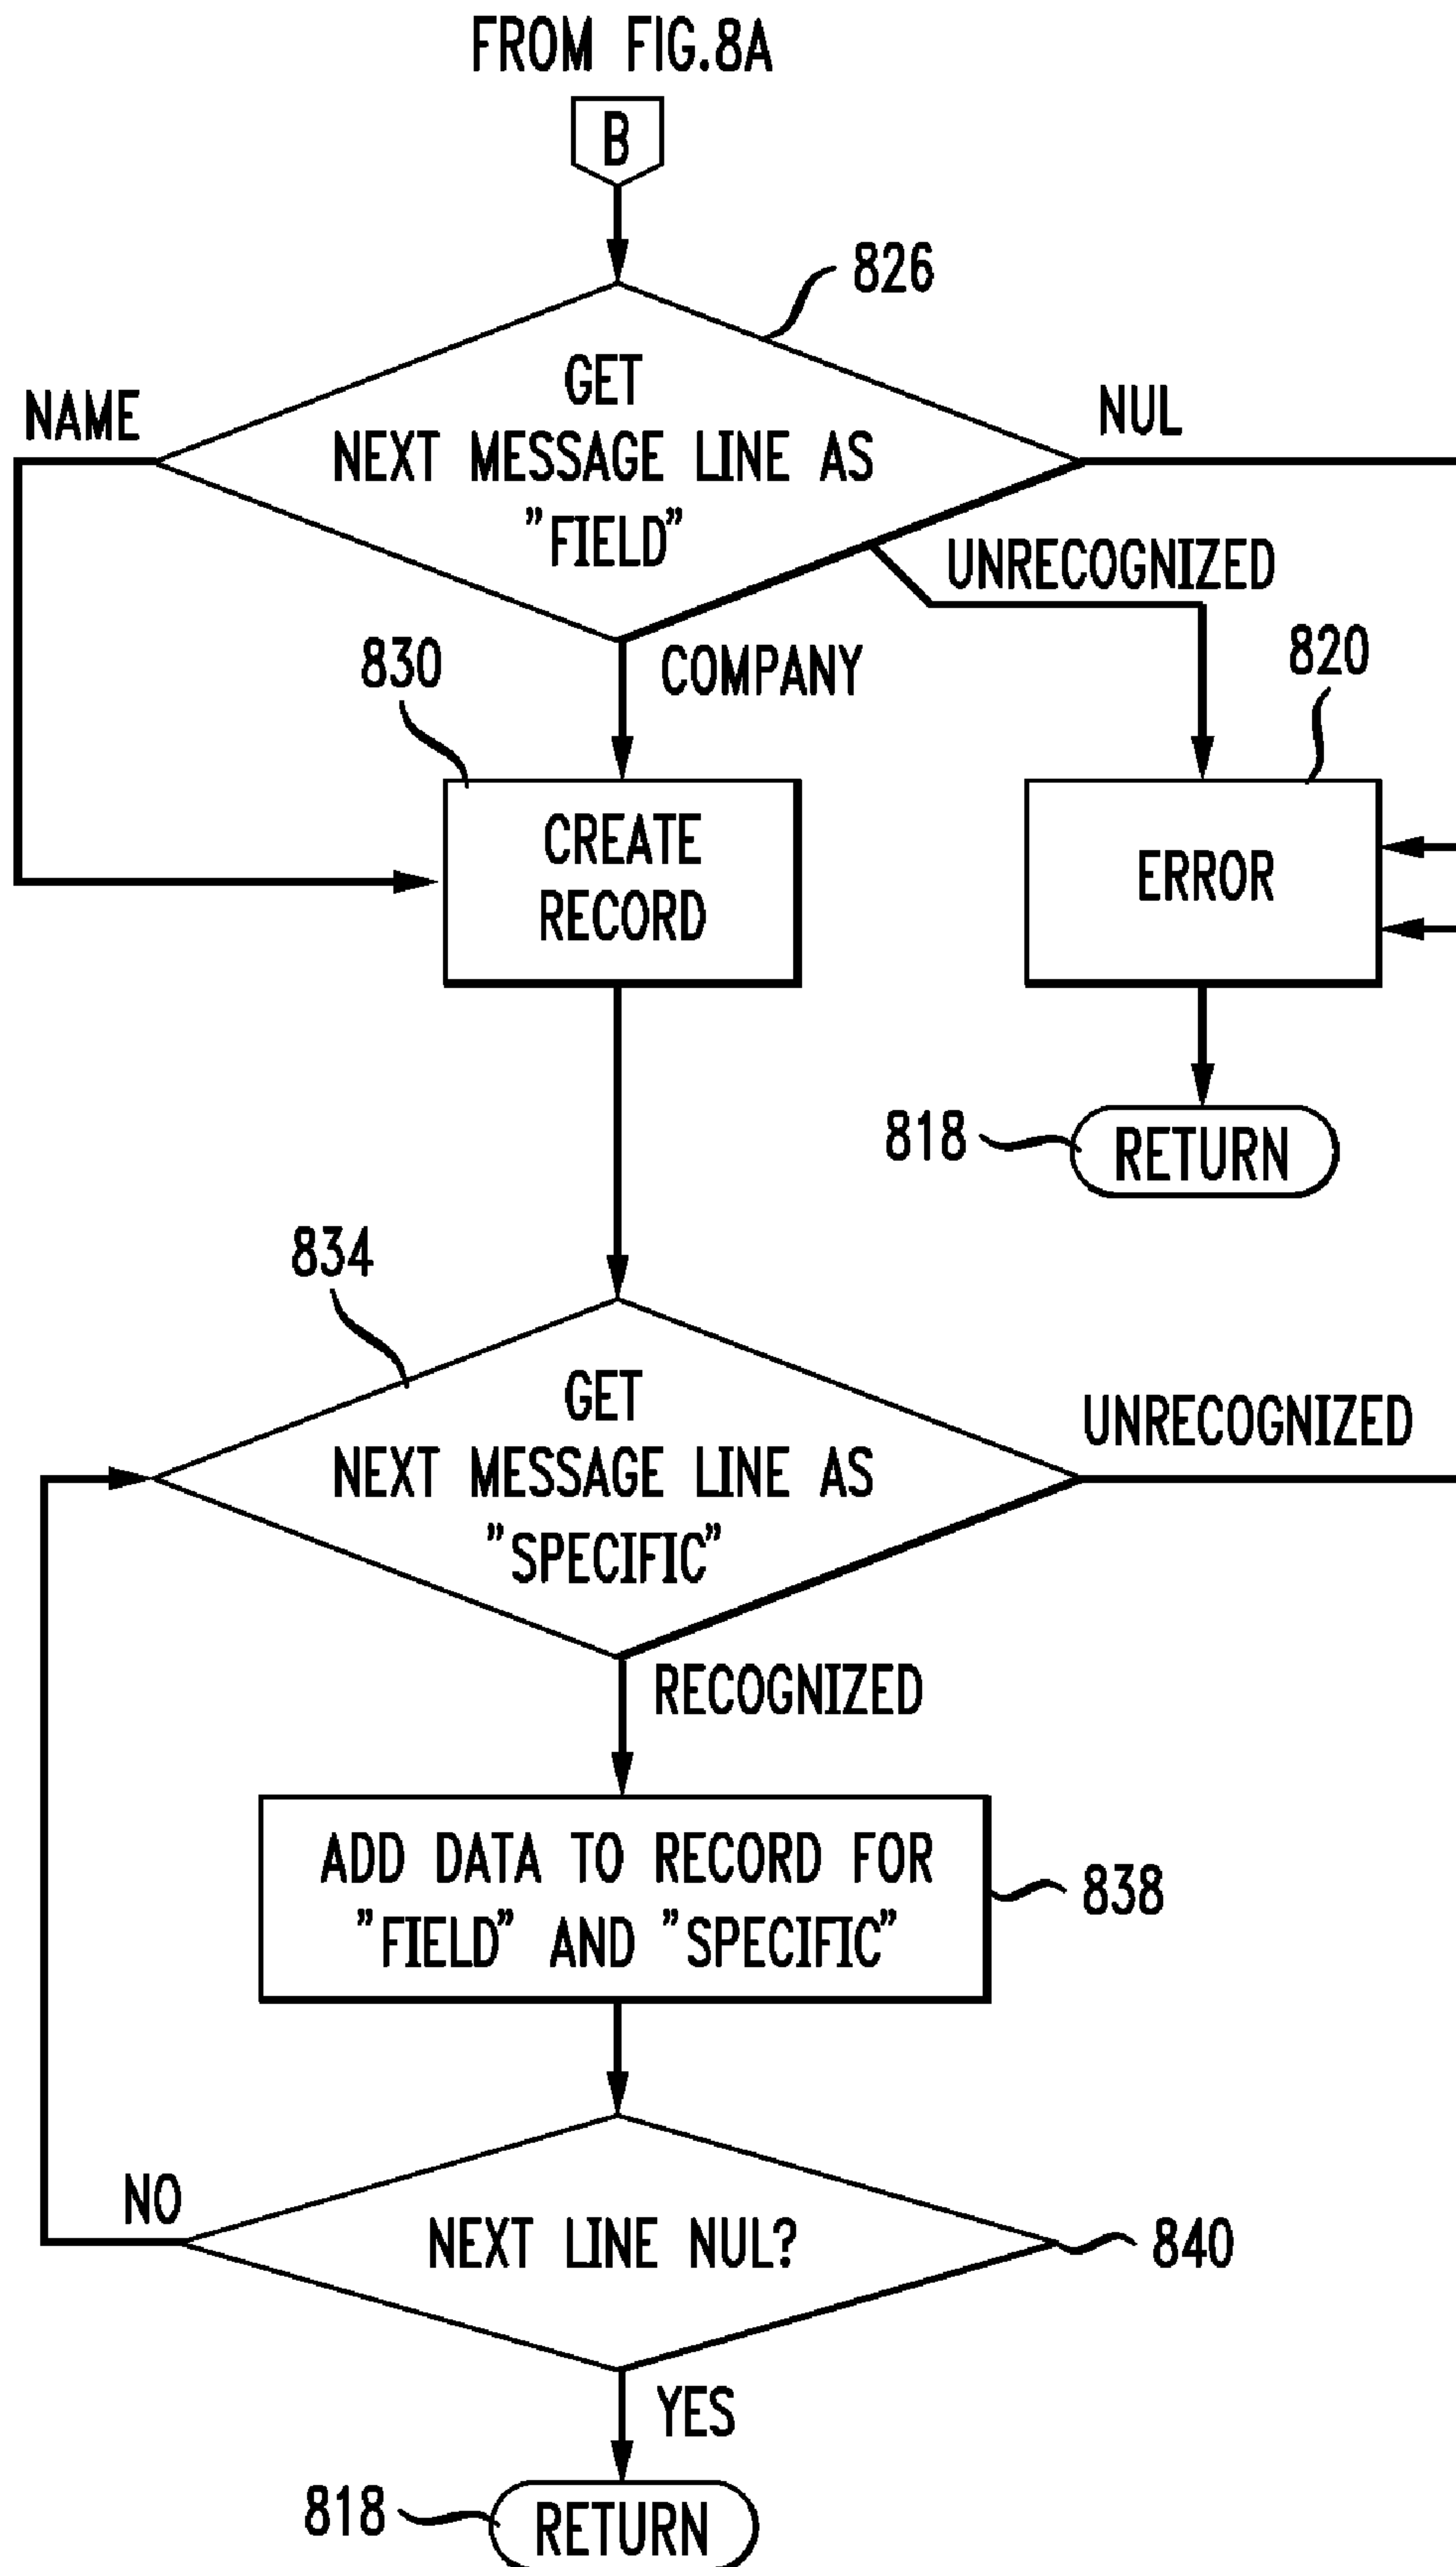 FROM FIG.8A
B
826
GET
NEXT MESSAGE LINE AS
"FIELD"
NAME
NUL
UNRECOGNIZED
COMPANY
830
820
CREATE
RECORD
ERROR
818
RETURN
834
GET
NEXT MESSAGE LINE AS
"SPECIFIC"
UNRECOGNIZED
RECOGNIZED
ADD DATA TO RECORD FOR
"FIELD" AND "SPECIFIC"
838
NO
NEXT LINE NUL?
840
YES
818
RETURN